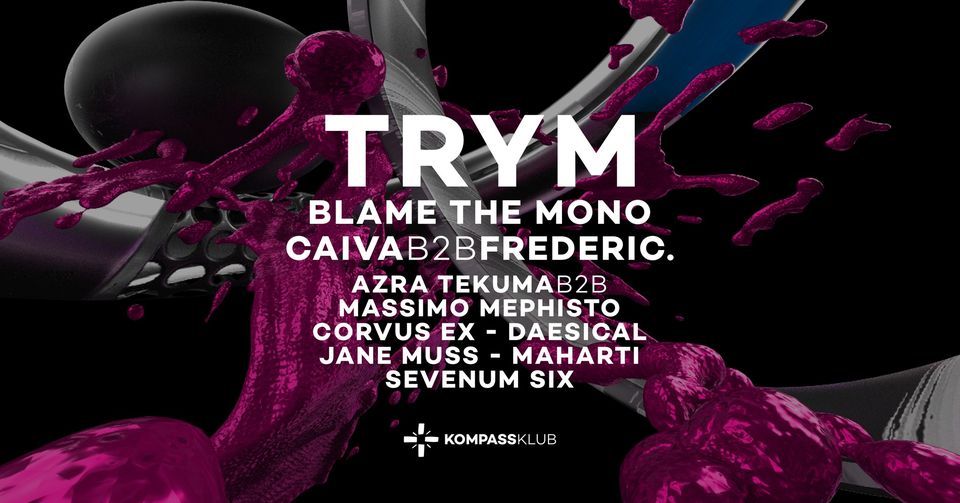 TRYM
BLAME THE MONO
CAIVAB2BFREDERIC.
AZRA TEKUMAB2B
MASSIMO MEPHISTO
CORVUS EX - DAESICAL
JANE MUSS - MAHARTI
SEVENUM SIX
KOMPASSKLUB